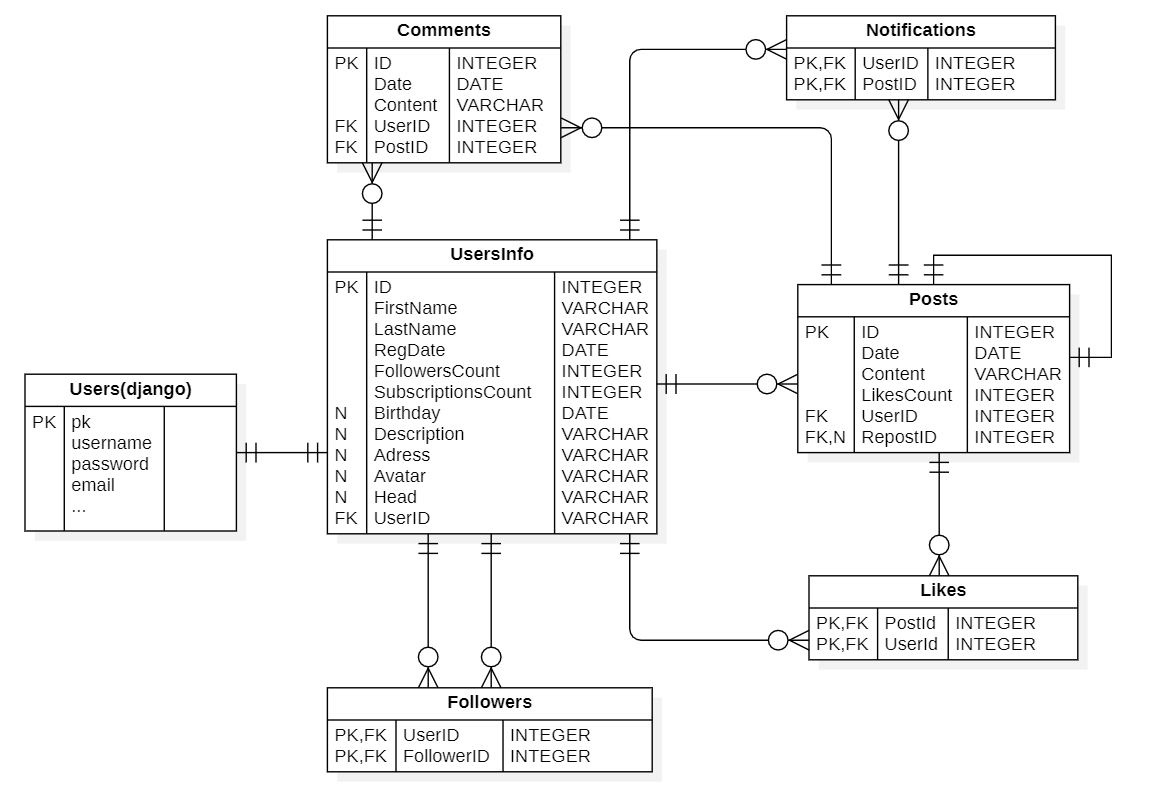 Comments
PK ID INTEGER
Date DATE
Content VARCHAR
FK UserID INTEGER
FK PostID INTEGER
Notifications
PK,FK UserID INTEGER
PK,FK PostID INTEGER
UsersInfo
PK ID INTEGER
FirstName VARCHAR
LastName VARCHAR
RegDate DATE
FollowersCount INTEGER
SubscriptionsCount INTEGER
N Birthday DATE
N Description VARCHAR
N Adress VARCHAR
N Avatar VARCHAR
N Head VARCHAR
FK UserID VARCHAR
Posts
PK ID INTEGER
Date DATE
Content VARCHAR
LikesCount INTEGER
FK UserID INTEGER
FK,N RepostID INTEGER
Users(django)
PK pk
username
password
email
...
Likes
PK,FK PostId INTEGER
PK,FK UserId INTEGER
Followers
PK,FK UserID INTEGER
PK,FK FollowerID INTEGER